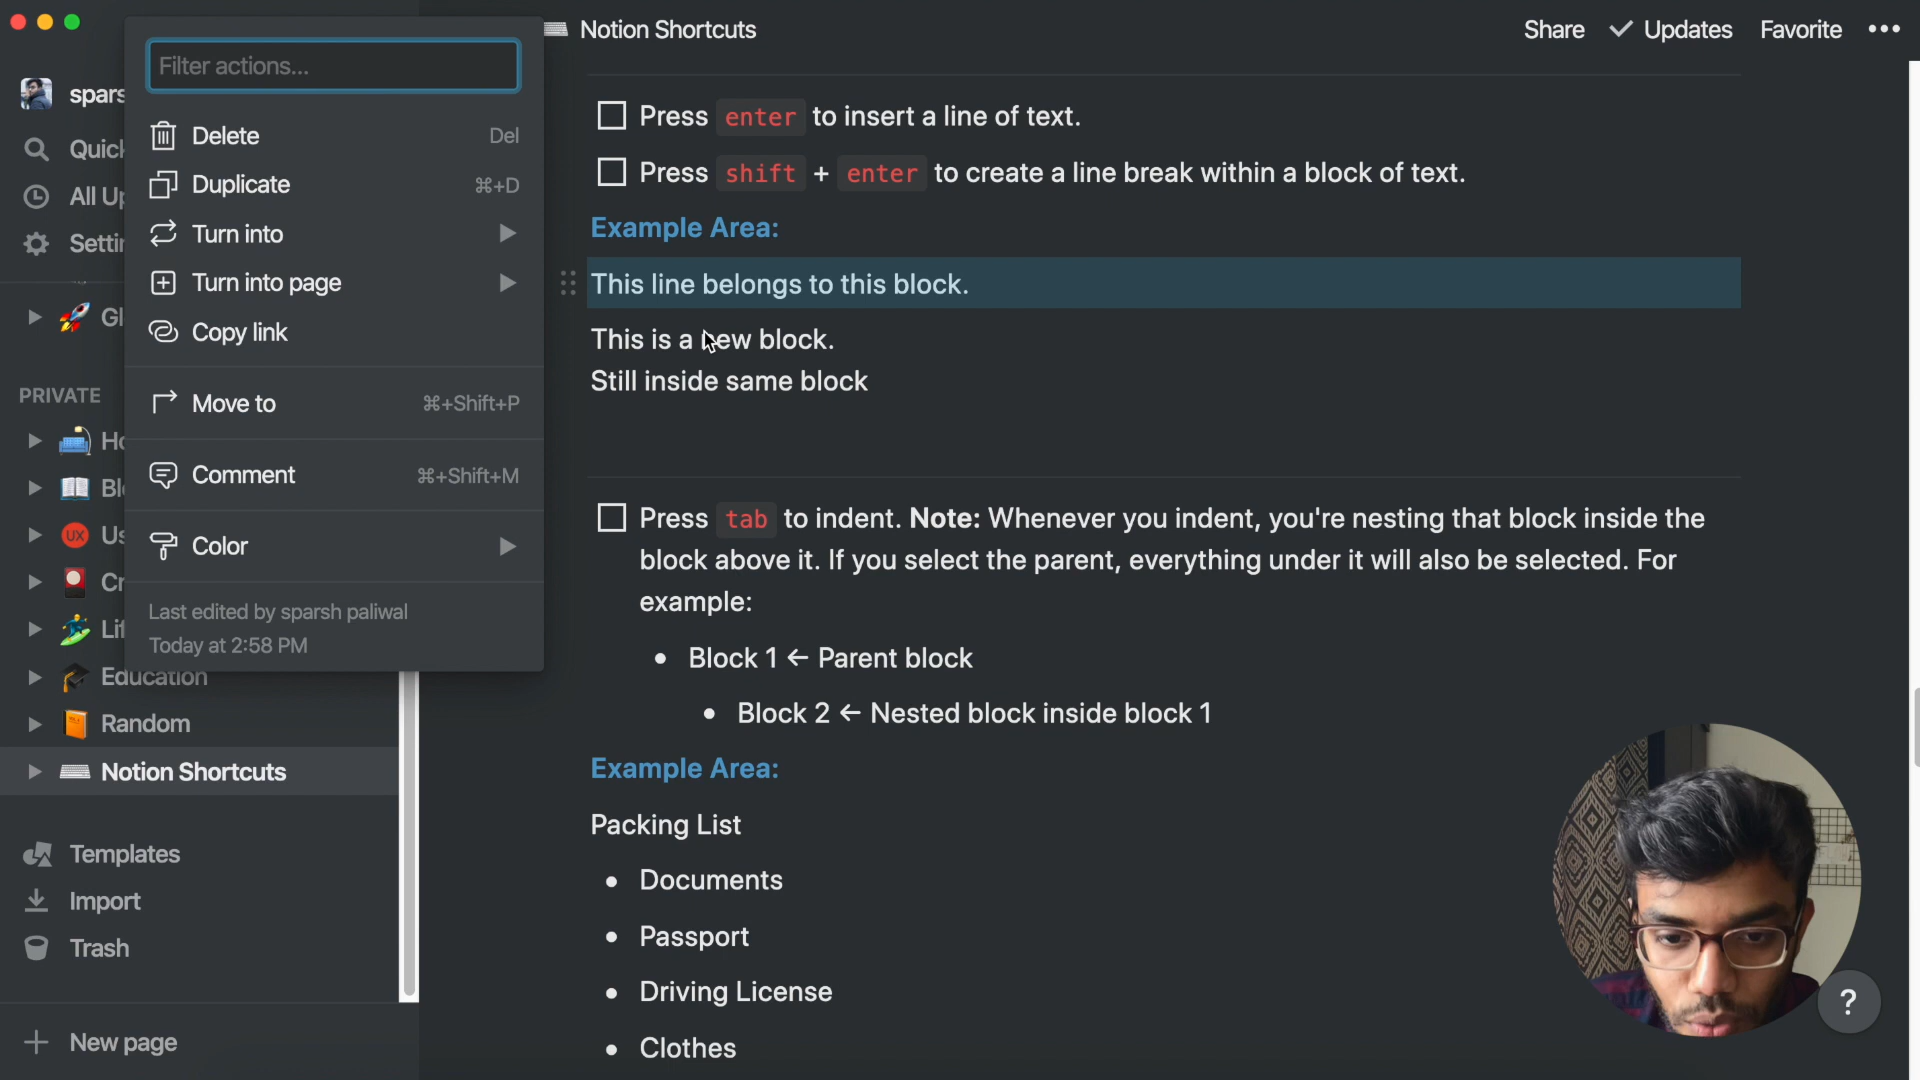 Notion Shortcuts
Share
Updates
Favorite
•••
Filter actions...
Delete Del
Duplicate ⌘+D
Turn into
Turn into page
Copy link
Move to ⌘+Shift+P
Comment ⌘+Shift+M
Color
Last edited by sparsh paliwal
Today at 2:58 PM
spars
Quick
All Up
Settin
PRIVATE
UX
Education
Random
Notion Shortcuts
Templates
Import
Trash
+ New page
Press enter to insert a line of text.
Press shift + enter to create a line break within a block of text.
Example Area:
This line belongs to this block.
This is a new block.
Still inside same block
Press tab to indent. Note: Whenever you indent, you're nesting that block inside the
block above it. If you select the parent, everything under it will also be selected. For
example:
• Block 1 ← Parent block
• Block 2 ← Nested block inside block 1
Example Area:
Packing List
• Documents
• Passport
• Driving License
• Clothes
?